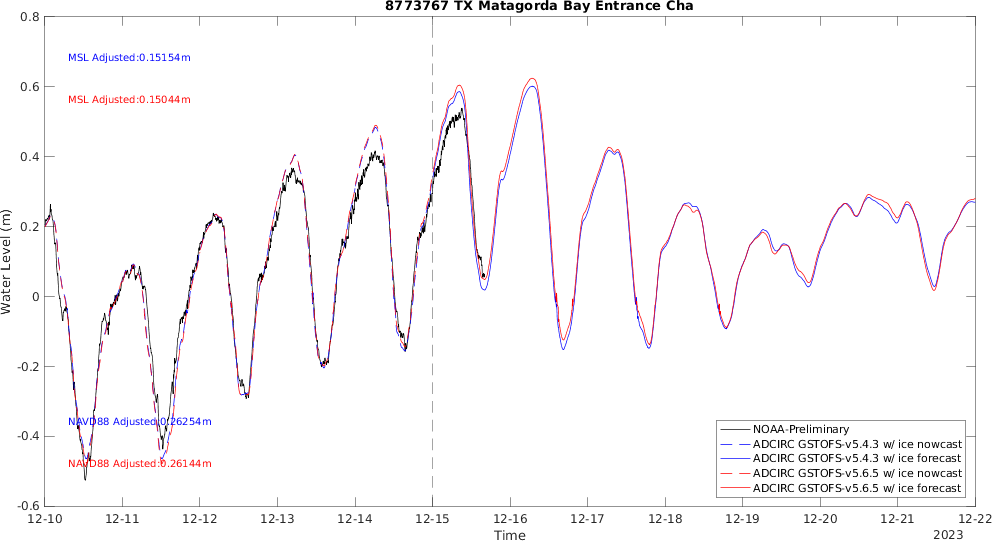 8773767 TX Matagorda Bay Entrance Cha
0.8
0.6
0.4
0.2
0
-0.2
-0.4
-0.6
Water Level (m)
MSL Adjusted:0.15154m
MSL Adjusted:0.15044m
NAVD88 Adjusted:0.26254m
NAVD88 Adjusted:0.26144m
NOAA-Preliminary
ADCIRC GSTOFS-v5.4.3 w/ ice nowcast
ADCIRC GSTOFS-v5.4.3 w/ ice forecast
ADCIRC GSTOFS-v5.6.5 w/ ice nowcast
ADCIRC GSTOFS-v5.6.5 w/ ice forecast
12-10 12-11 12-12 12-13 12-14 12-15 12-16 12-17 12-18 12-19 12-20 12-21 12-22
Time
2023